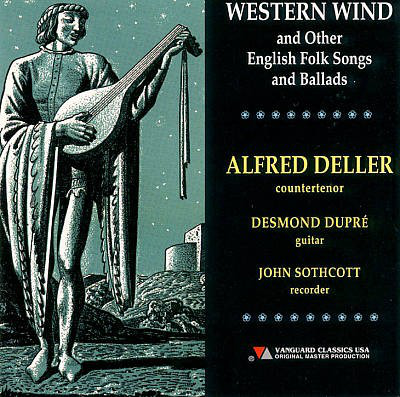 WESTERN WIND
and Other
English Folk Songs
and Ballads
ALFRED DELLER
countertenor
DESMOND DUPRÉ
guitar
JOHN SOTHCOTT
recorder
® VANGUARD CLASSICS USA
ORIGINAL MASTER PRODUCTION